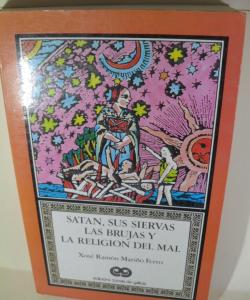 SATAN, SUS SIERVAS
LAS BRUJAS Y
LA RELIGION DEL MAL
Xosé Ramón Mariño Ferro